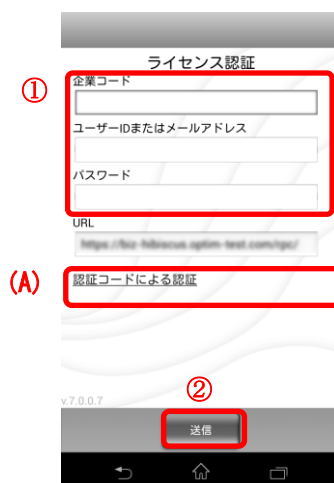 ライセンス認証
①
企業コード
ユーザーIDまたはメールアドレス
パスワード
URL
https://biz-hibiscus.optim-test.com/rpc/
(A)
認証コードによる認証
②
v.7.0.0.7
送信